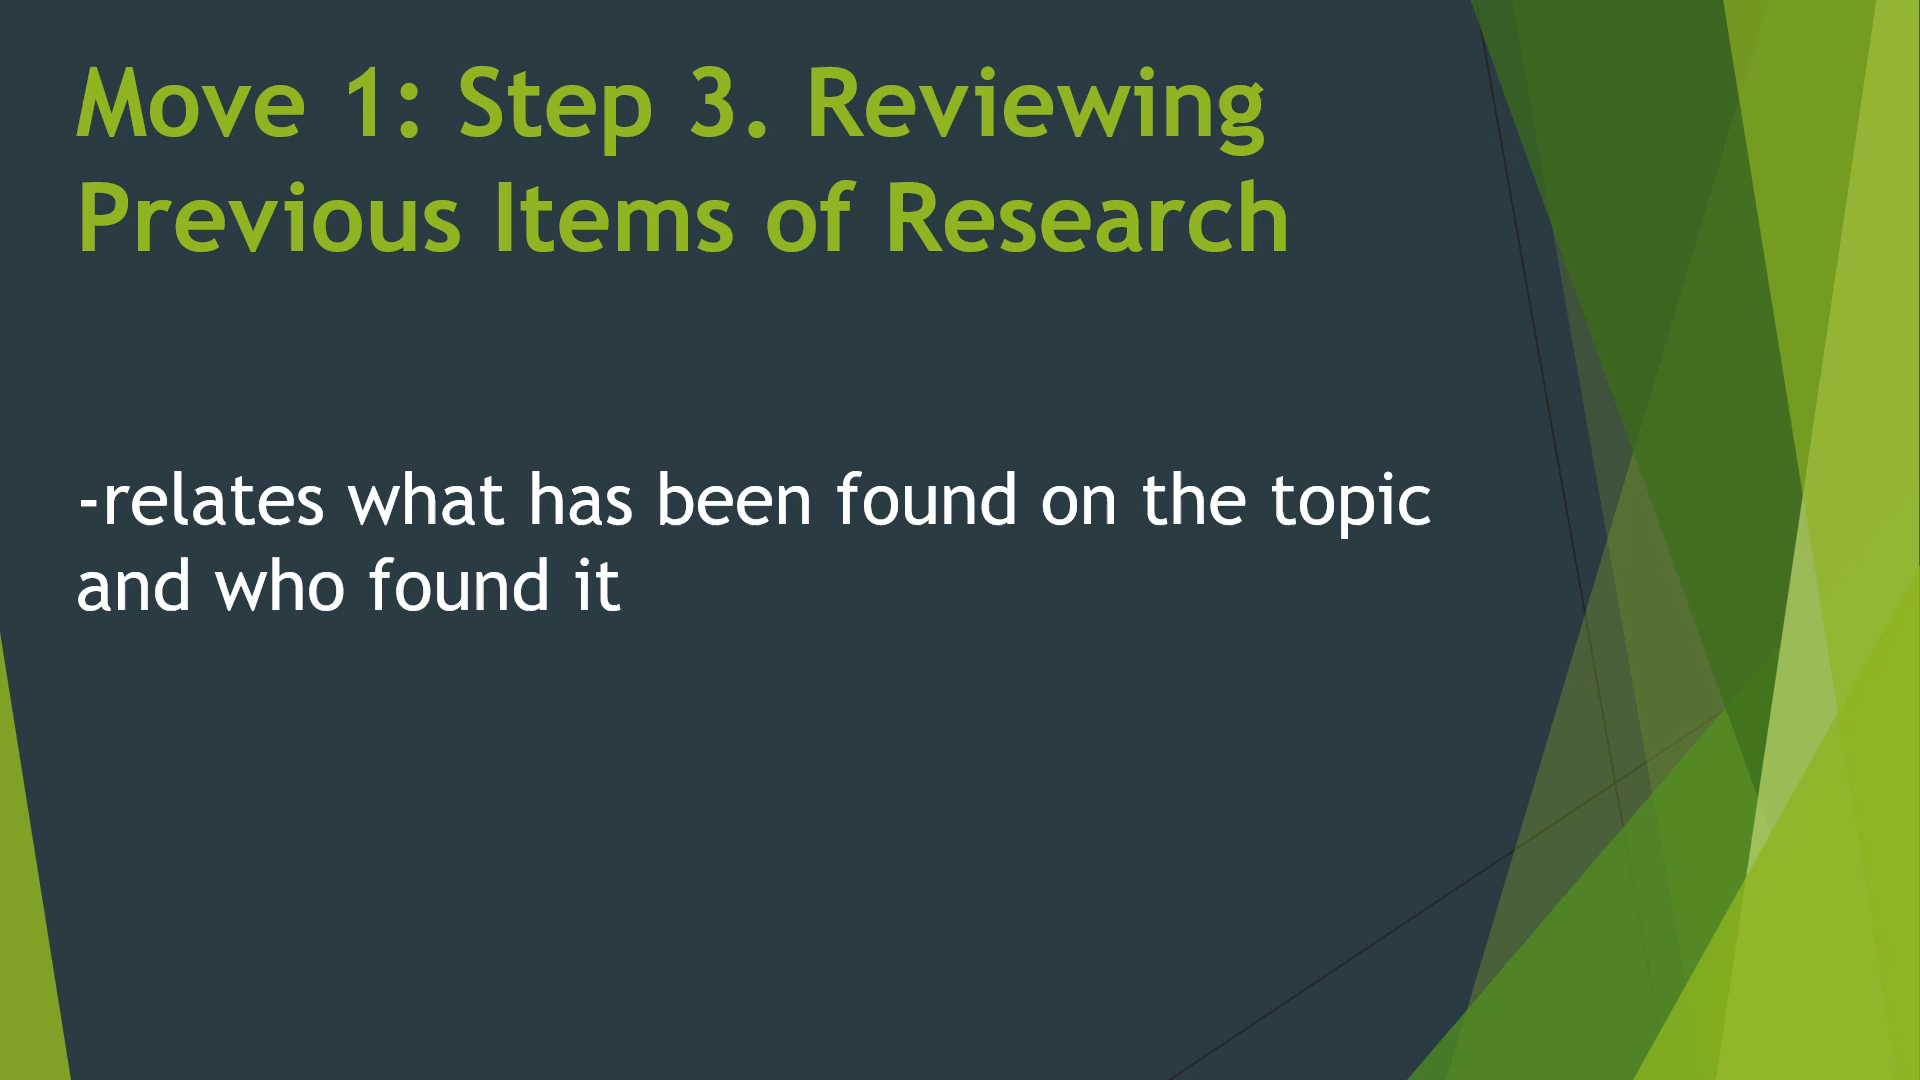 Move 1: Step 3. Reviewing
Previous Items of Research
-relates what has been found on the topic
and who found it